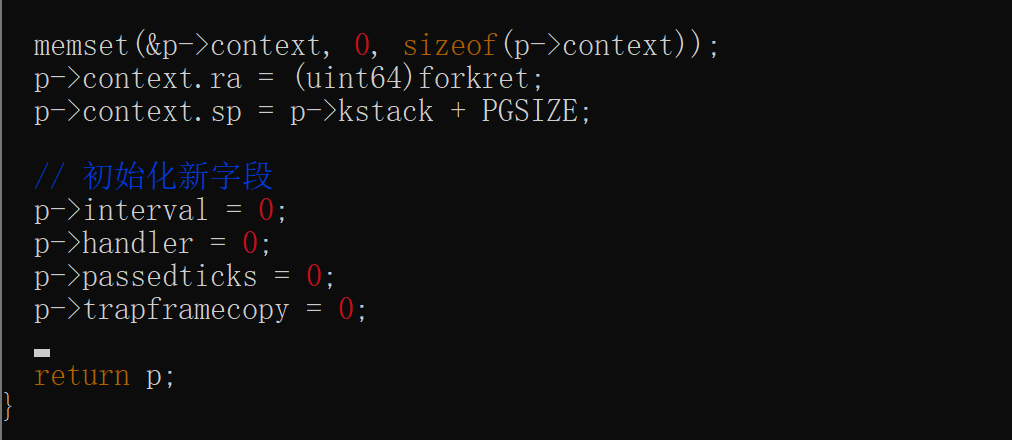 memset(&p->context, 0, sizeof(p->context));
p->context.ra = (uint64)forkret;
p->context.sp = p->kstack + PGSIZE;
// 初始化新字段
p->interval = 0;
p->handler = 0;
p->passedticks = 0;
p->trapframecopy = 0;
return p;
}